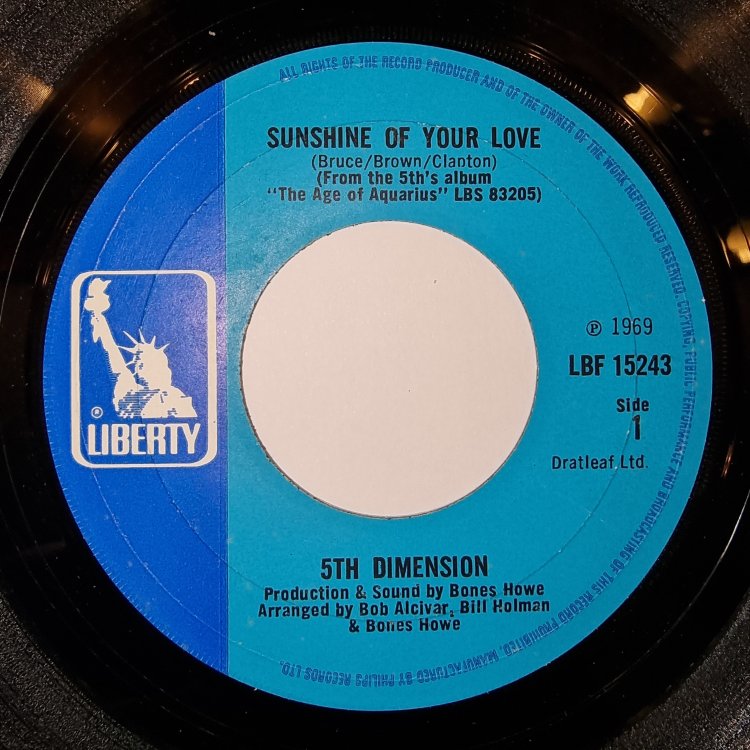 ALL RIGHTS OF THE RECORD PRODUCER AND OF THE OWNER OF THE WORK REPRODUCED RESERVED. COPYING, PUBLIC PERFORMANCE AND BROADCASTING OF THIS RECORD PROHIBITED. MANUFACTURED BY PHILIPS RECORDS LTD.
SUNSHINE OF YOUR LOVE
(Bruce/Brown/Clanton)
(From the 5th's album
"The Age of Aquarius" LBS 83205)
® LIBERTY
℗ 1969
LBF 15243
Side
1
Dratleaf Ltd.
5TH DIMENSION
Production & Sound by Bones Howe
Arranged by Bob Alcivar, Bill Holman
& Bones Howe